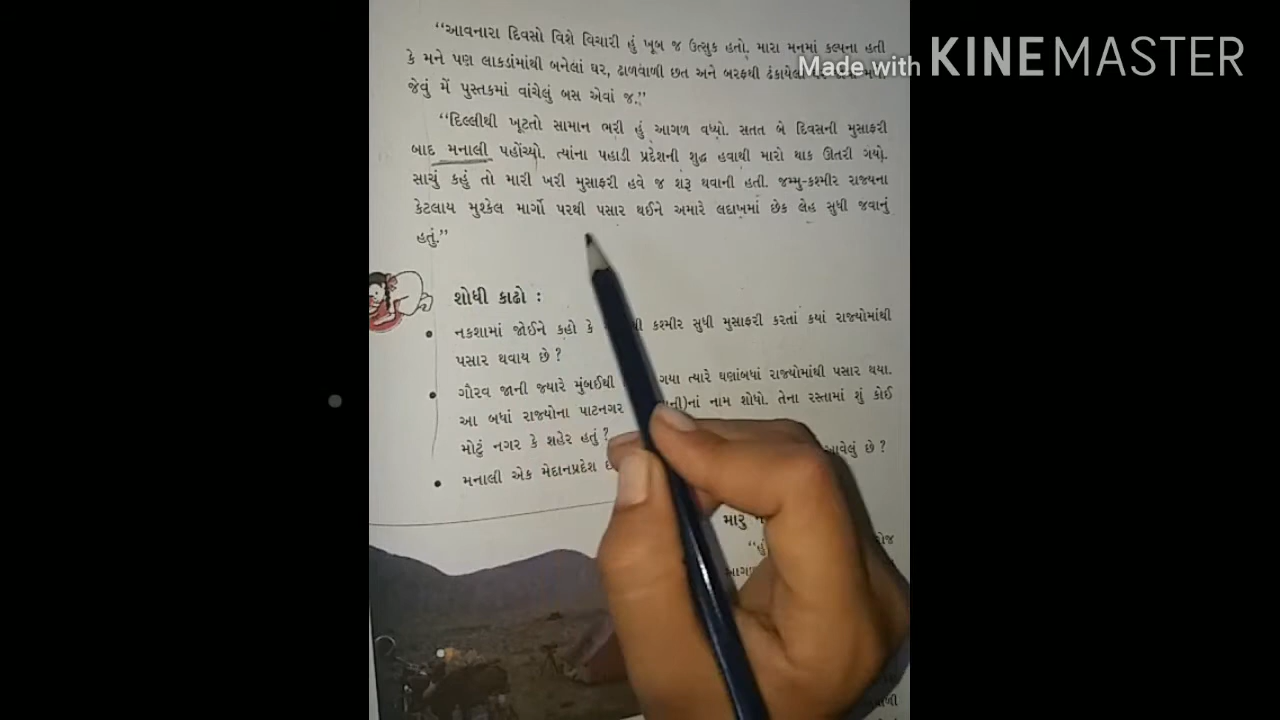 “આવનારા દિવસો વિશે વિચારી હું ખૂબ જ ઉત્સુક હતો. મારા મનમાં કલ્પના હતી
કે મને પણ લાકડાંમાંથી બનેલાં ઘર, ઢાળવાળી છત અને બરફથી ઢંકાયેલાં
જેવું મેં પુસ્તકમાં વાંચેલું બસ એવાં જ.”
“દિલ્લીથી ખૂટતો સામાન ભરી હું આગળ વધ્યો. સતત બે દિવસની મુસાફરી
બાદ મનાલી પહોંચ્યો. ત્યાંના પહાડી પ્રદેશની શુદ્ધ હવાથી મારો થાક ઊતરી ગયો.
સાચું કહું તો મારી ખરી મુસાફરી હવે જ શરૂ થવાની હતી. જમ્મુ-કશ્મીર રાજ્યના
કેટલાય મુશ્કેલ માર્ગો પરથી પસાર થઈને અમારે લદાખમાં છેક લેહ સુધી જવાનું
હતું.”
શોધી કાઢો :
• નકશામાં જોઈને કહો કે કશ્મીર સુધી મુસાફરી કરતાં કયાં રાજ્યોમાંથી
પસાર થવાય છે ?
• ગૌરવ જાની જ્યારે મુંબઈથી ગયા ત્યારે ઘણાંબધાં રાજ્યોમાંથી પસાર થયા.
આ બધાં રાજ્યોના પાટનગર નાં નામ શોધો. તેના રસ્તામાં શું કોઈ
મોટું નગર કે શહેર હતું ?
• મનાલી એક મેદાનપ્રદેશ આવેલું છે ?
મારુ
“હું
Made with KINEMASTER